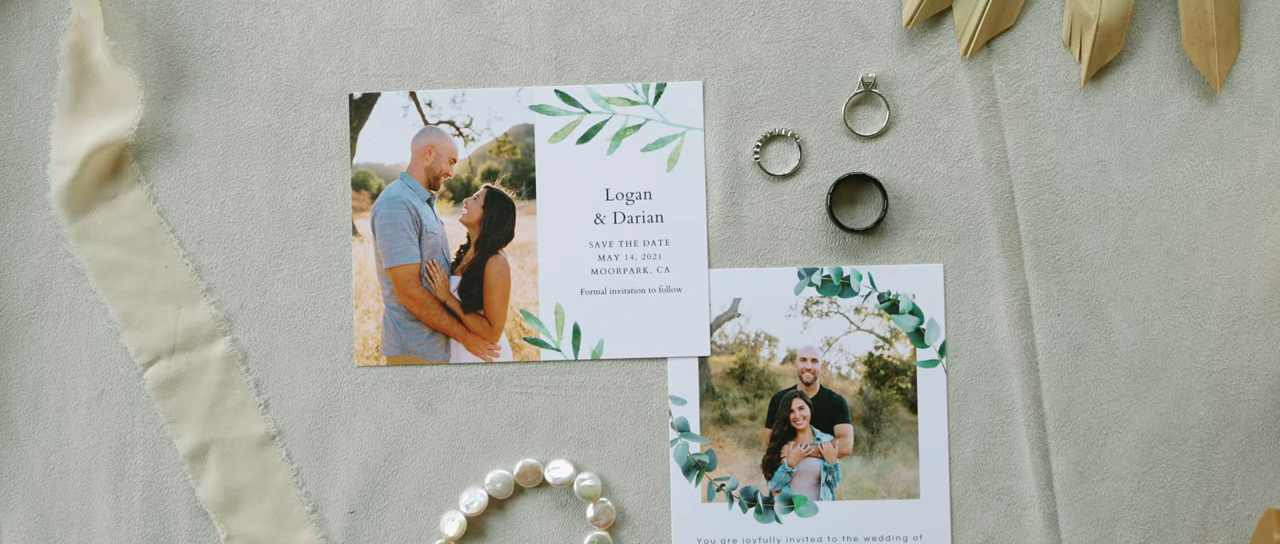 Logan
& Darian
SAVE THE DATE
MAY 14, 2021
MOORPARK, CA
Formal invitation to follow
You are joyfully invited to the wedding of